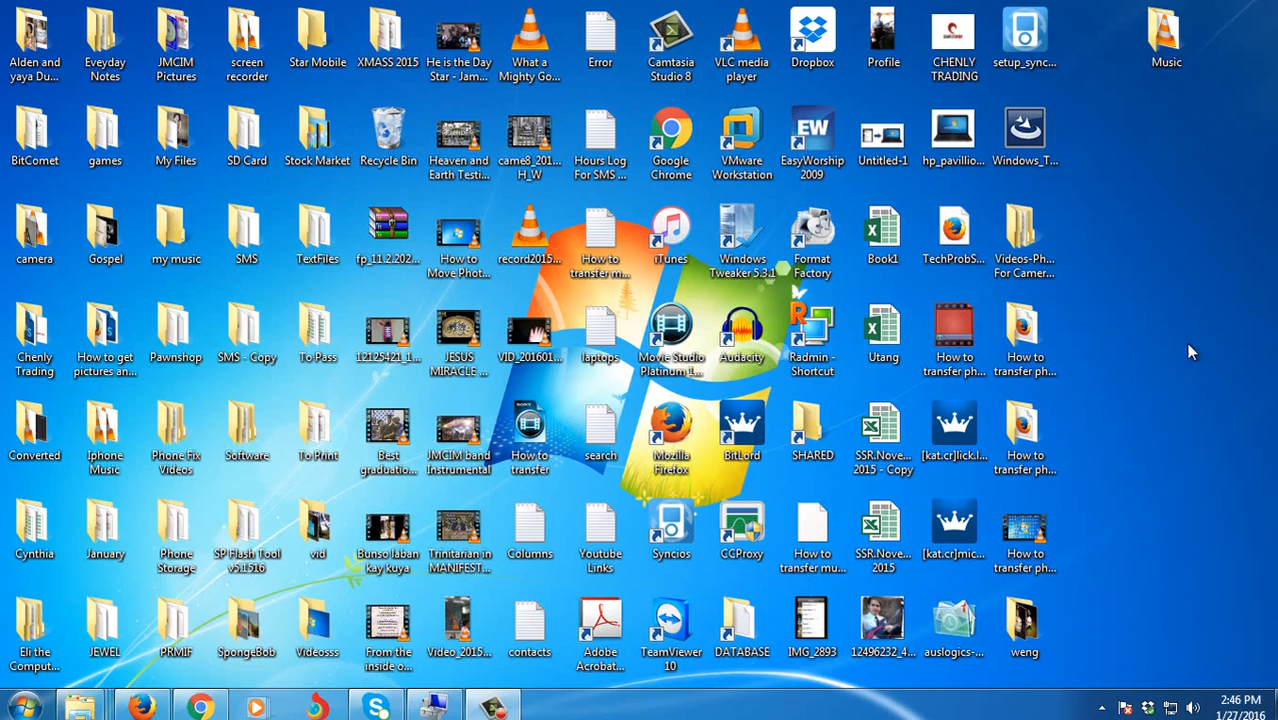 Alden and
yaya Du...
Eveyday
Notes
JMCIM
Pictures
screen
recorder
Star Mobile
XMASS 2015
He is the Day
Star - Jam...
What a
Mighty Go...
Error
Camtasia
Studio 8
VLC media
player
Dropbox
Profile
CHENLY
TRADING
setup_sync...
Music
BitComet
games
My Files
SD Card
Stock Market
Recycle Bin
Heaven and
Earth Testi...
came8_201...
H_W
Hours Log
For SMS ...
Google
Chrome
VMware
Workstation
EW
EasyWorship
2009
Untitled-1
hp_pavillio...
Windows_T...
camera
Gospel
my music
SMS
TextFiles
fp_11.2.202...
How to
Move Phot...
record2015...
How to
transfer m...
iTunes
Windows
Tweaker 5.3.1
Format
Factory
Book1
TechProbS...
Videos-Ph...
For Camer...
Chenly
Trading
How to get
pictures an...
Pawnshop
SMS - Copy
To Pass
12125421_1...
JESUS
MIRACLE ...
VID_201601...
laptops
Movie Studio
Platinum 1...
Audacity
Radmin -
Shortcut
Utang
How to
transfer ph...
How to
transfer ph...
Converted
Iphone
Music
Phone Fix
Videos
Software
To Print
Best
graduatio...
JMCIM band
Instrumental
SONY
How to
transfer
search
Mozilla
Firefox
BitLord
SHARED
SSR.Nove...
2015 - Copy
[kat.cr]lick.l...
How to
transfer ph...
Cynthia
January
Phone
Storage
SP Flash Tool
v5.1516
vid
Bunso laban
kay kuya
Trinitarian in
MANIFEST...
Columns
Youtube
Links
Syncios
CCProxy
How to
transfer mu...
SSR.Nove...
2015
[kat.cr]mic...
How to
transfer ph...
Eli the
Comput...
JEWEL
PRMIF
SpongeBob
Videosss
From the
inside o...
Video_2015...
contacts
Adobe
Acrobat...
TeamViewer
10
DATABASE
IMG_2893
12496232_4...
auslogics-...
weng
2:46 PM
1/27/2016